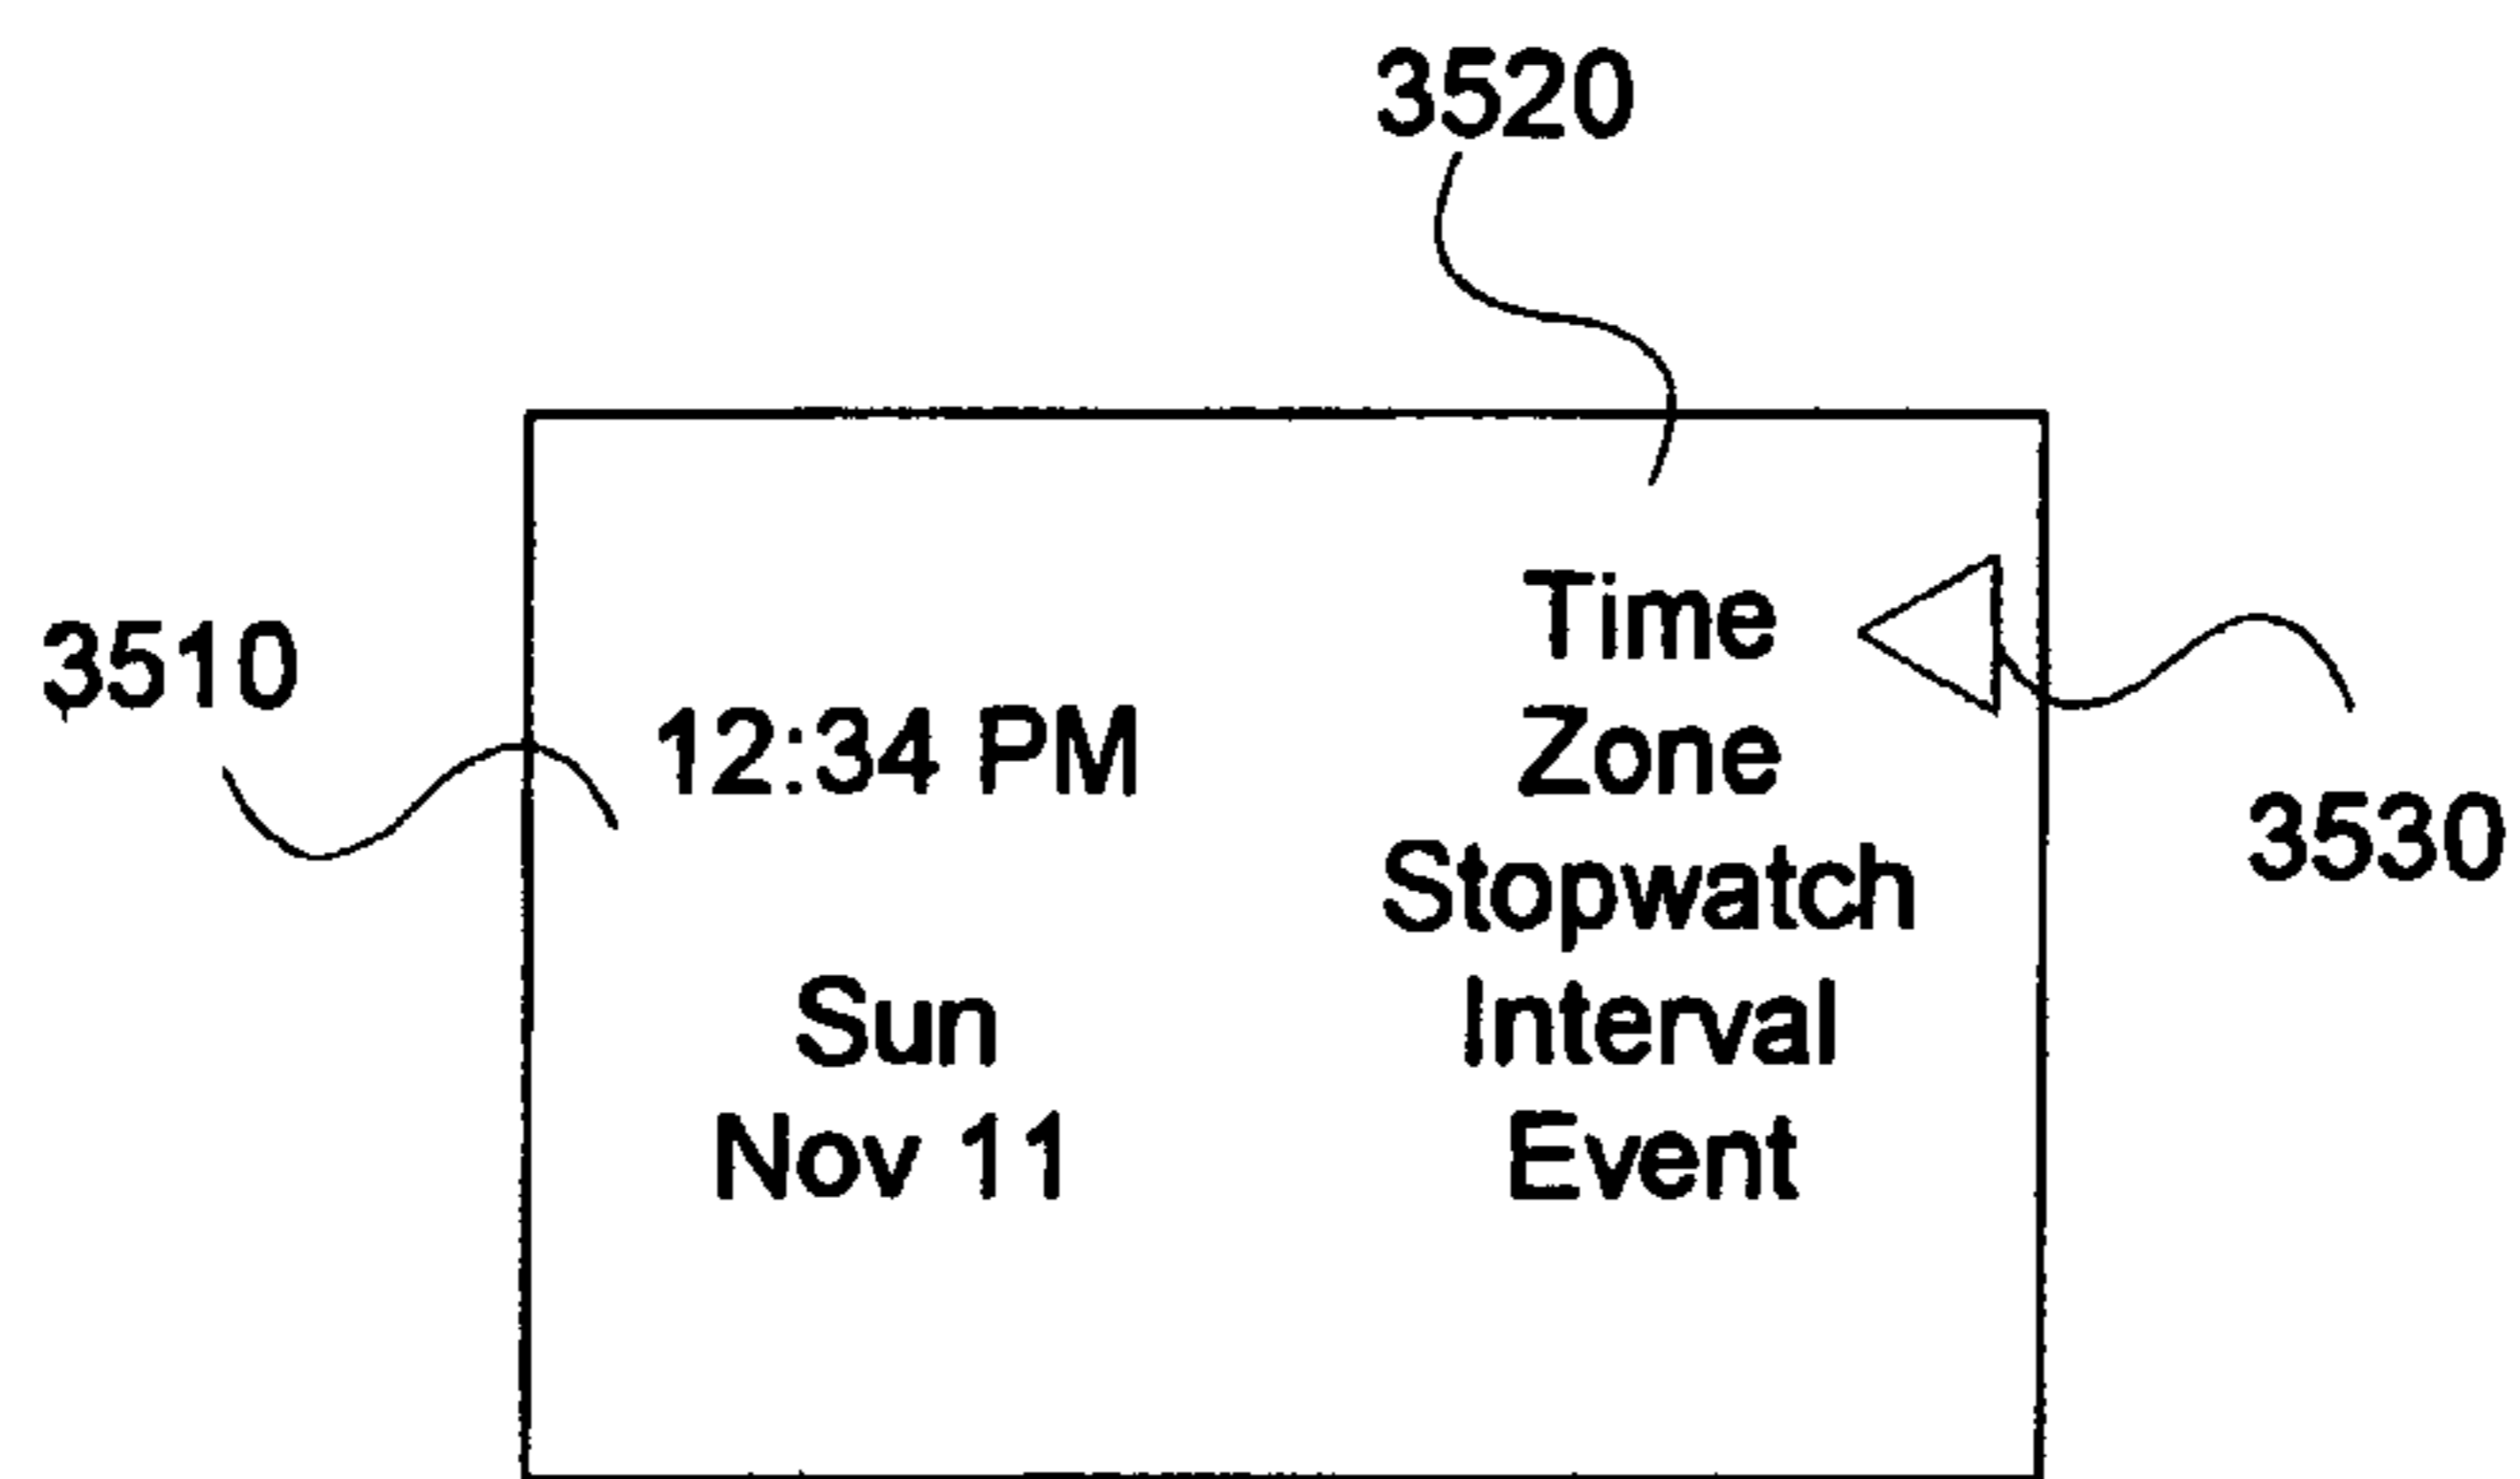 3520
3510
12:34 PM
Sun
Nov 11
Time
Zone
Stopwatch
Interval
Event
3530